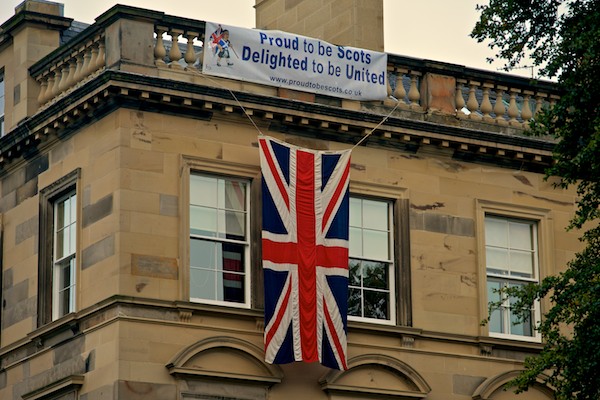 Proud to be Scots
Delighted to be United
www.proudtobescots.co.uk